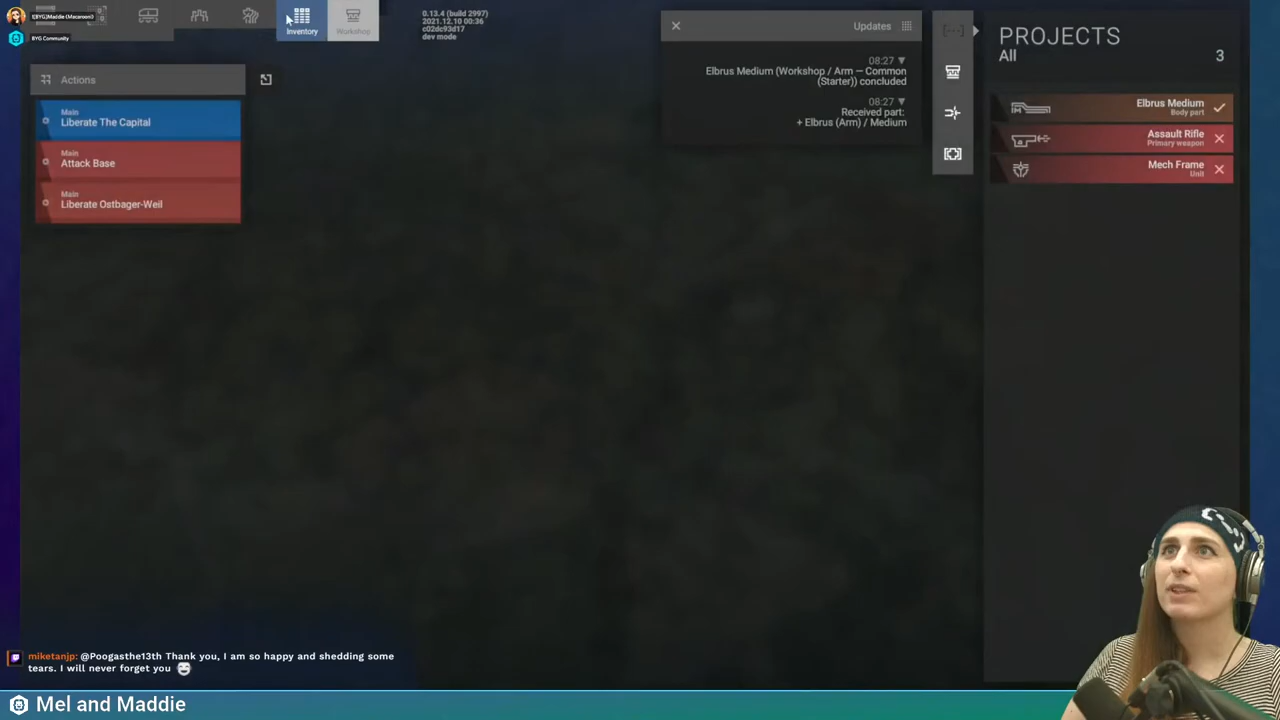 [BYG]Maddie (Macaroni)
BYG Community
Inventory
Workshop
0.13.4 (build 2997)
2021.12.10 00:36
c02dc93d17
dev mode
Actions
Main
Liberate The Capital
Main
Attack Base
Main
Liberate Ostbager-Weil
Updates
08:27
Elbrus Medium (Workshop / Arm — Common
(Starter)) concluded
08:27
Received part:
+ Elbrus (Arm) / Medium
PROJECTS
All 3
Elbrus Medium
Body part
Assault Rifle
Primary weapon
Mech Frame
Unit
miketanjp: @Poogasthe13th Thank you, I am so happy and shedding some
tears. I will never forget you
Mel and Maddie